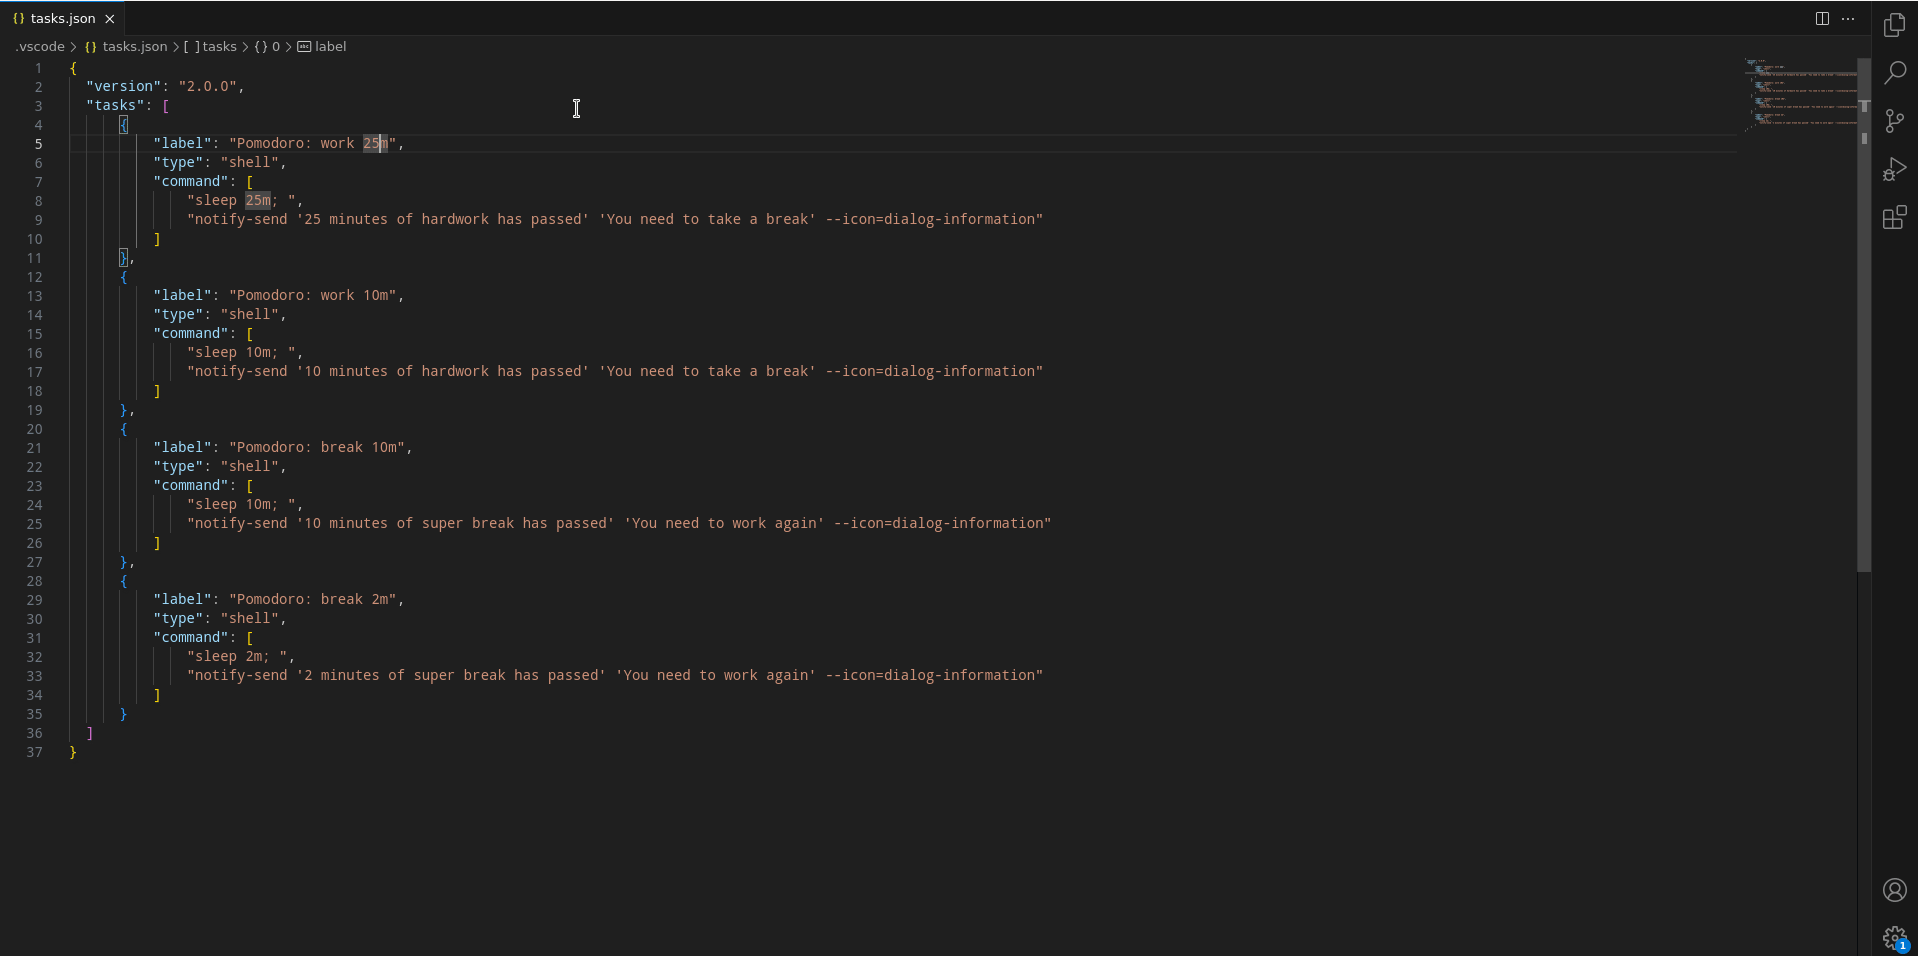 {} tasks.json ×
.vscode > {} tasks.json > [ ] tasks > {} 0 > abc label
1 {
2 "version": "2.0.0",
3 "tasks": [
4 {
5 "label": "Pomodoro: work 25m",
6 "type": "shell",
7 "command": [
8 "sleep 25m; ",
9 "notify-send '25 minutes of hardwork has passed' 'You need to take a break' --icon=dialog-information"
10 ]
11 },
12 {
13 "label": "Pomodoro: work 10m",
14 "type": "shell",
15 "command": [
16 "sleep 10m; ",
17 "notify-send '10 minutes of hardwork has passed' 'You need to take a break' --icon=dialog-information"
18 ]
19 },
20 {
21 "label": "Pomodoro: break 10m",
22 "type": "shell",
23 "command": [
24 "sleep 10m; ",
25 "notify-send '10 minutes of super break has passed' 'You need to work again' --icon=dialog-information"
26 ]
27 },
28 {
29 "label": "Pomodoro: break 2m",
30 "type": "shell",
31 "command": [
32 "sleep 2m; ",
33 "notify-send '2 minutes of super break has passed' 'You need to work again' --icon=dialog-information"
34 ]
35 }
36 ]
37 }
1